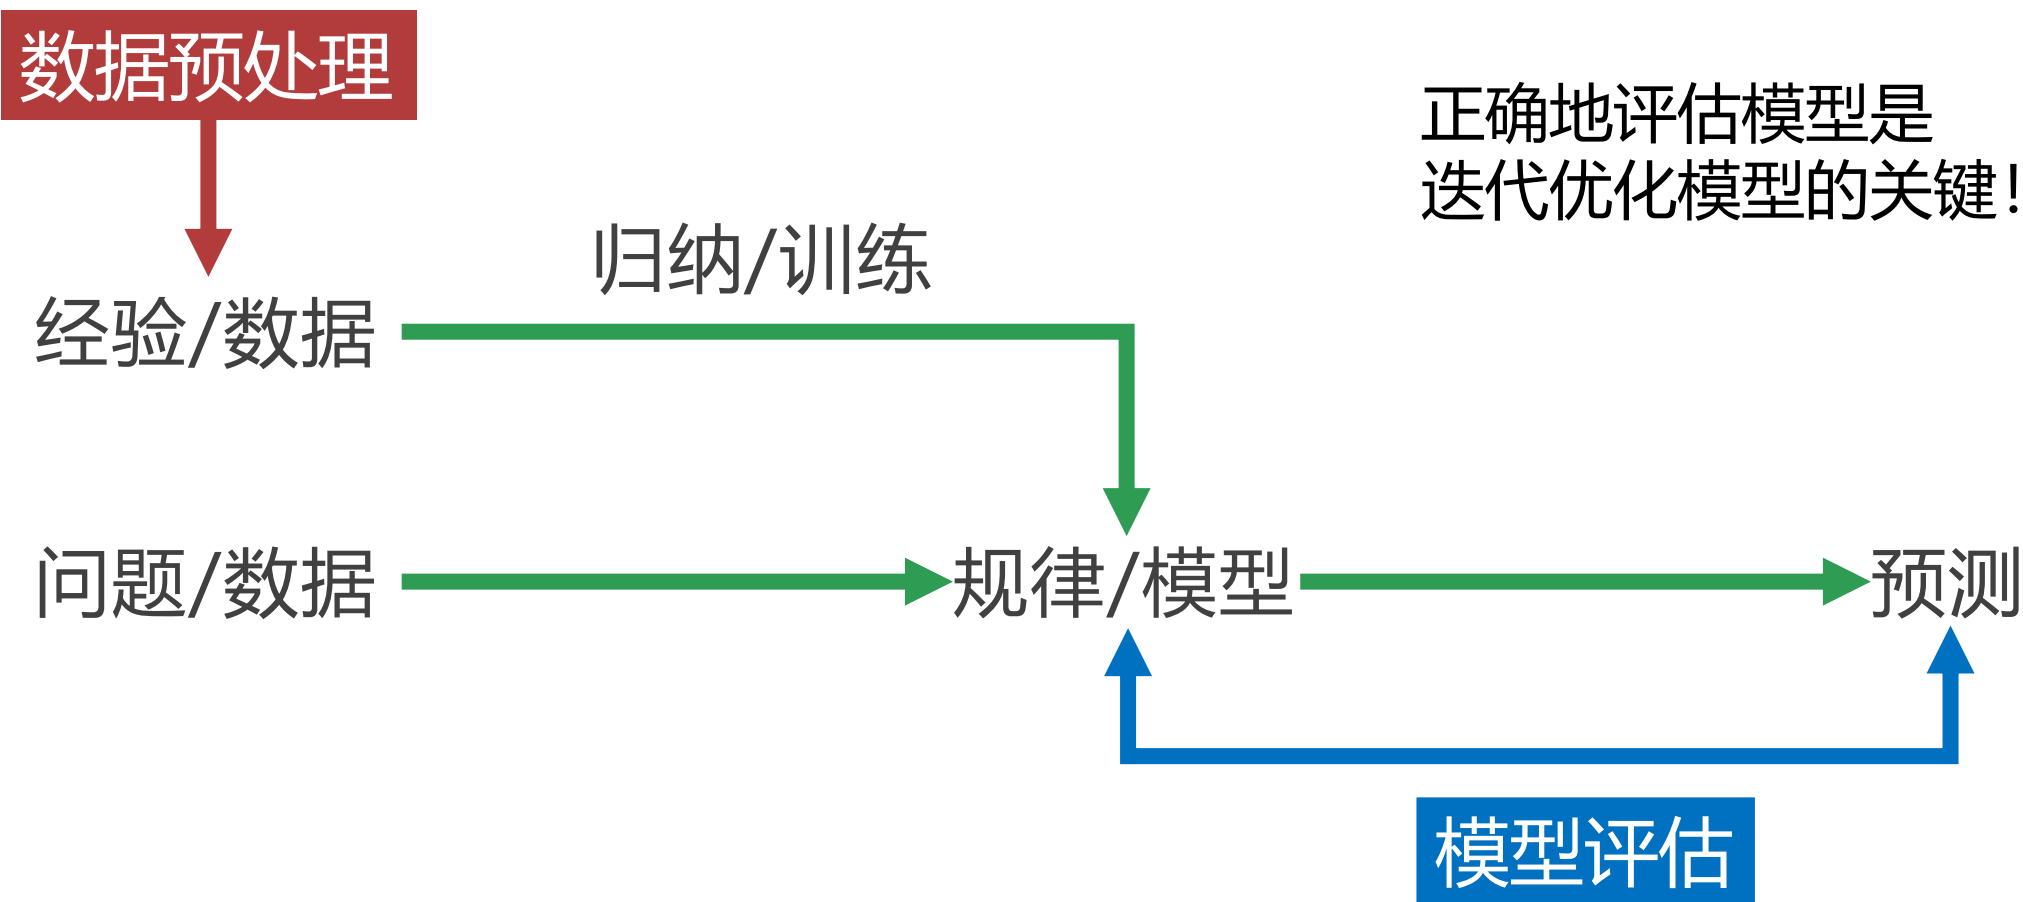 数据预处理
正确地评估模型是
迭代优化模型的关键！
归纳/训练
经验/数据
问题/数据
规律/模型
预测
模型评估